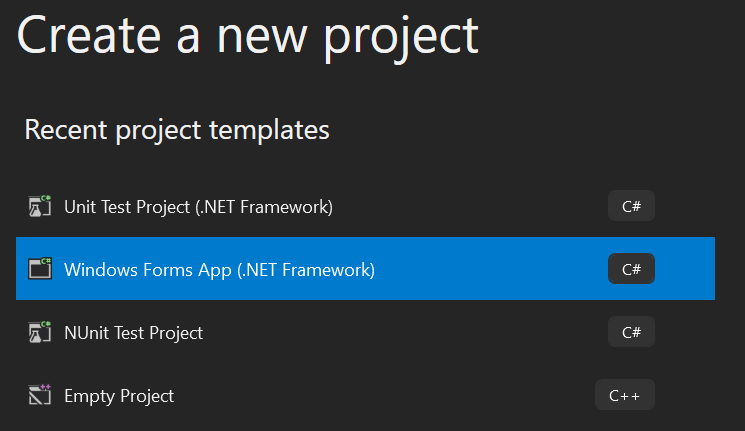 Create a new project
Recent project templates
Unit Test Project (.NET Framework) C#
Windows Forms App (.NET Framework) C#
NUnit Test Project C#
Empty Project C++